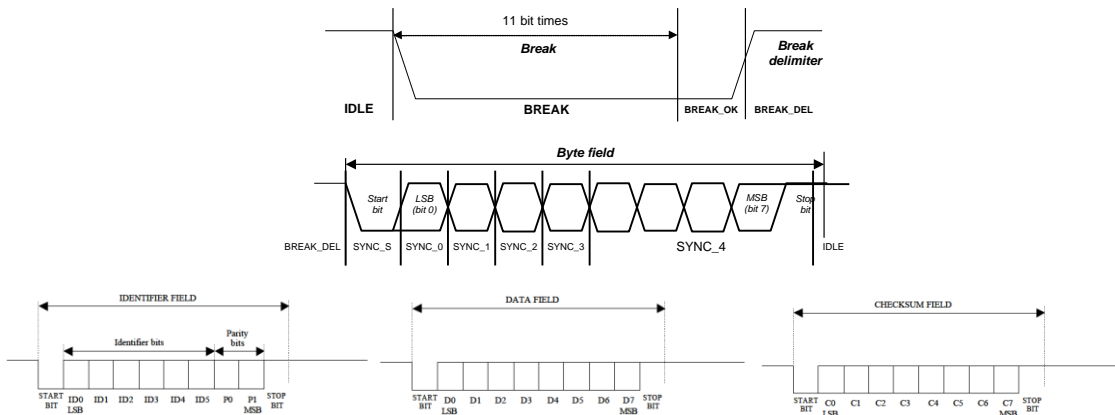 11 bit times
Break
Break
delimiter
IDLE
BREAK
BREAK_OK
BREAK_DEL
Byte field
Start
bit
LSB
(bit 0)
MSB
(bit 7)
Stop
bit
BREAK_DEL
SYNC_S
SYNC_0
SYNC_1
SYNC_2
SYNC_3
SYNC_4
IDLE
IDENTIFIER FIELD
Identifier bits
Parity
bits
START
BIT
ID0
LSB
ID1
ID2
ID3
ID4
ID5
P0
P1
MSB
STOP
BIT
DATA FIELD
START
BIT
D0
LSB
D1
D2
D3
D4
D5
D6
D7
MSB
STOP
BIT
CHECKSUM FIELD
START
BIT
C0
LSB
C1
C2
C3
C4
C5
C6
C7
MSB
STOP
BIT